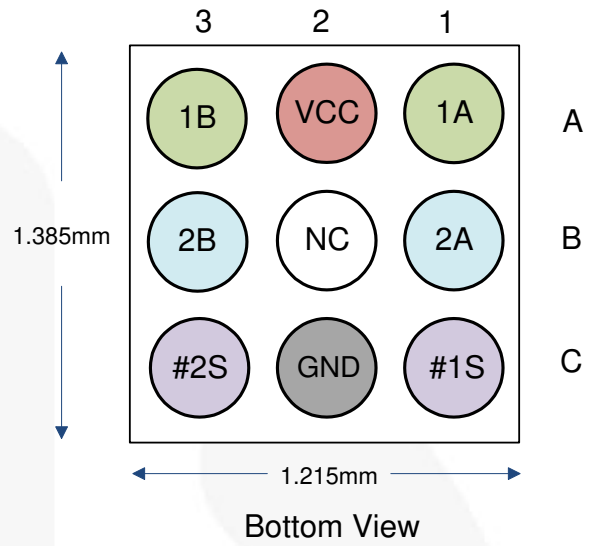 3 2 1
1B VCC 1A A
1.385mm 2B NC 2A B
#2S GND #1S C
1.215mm
Bottom View